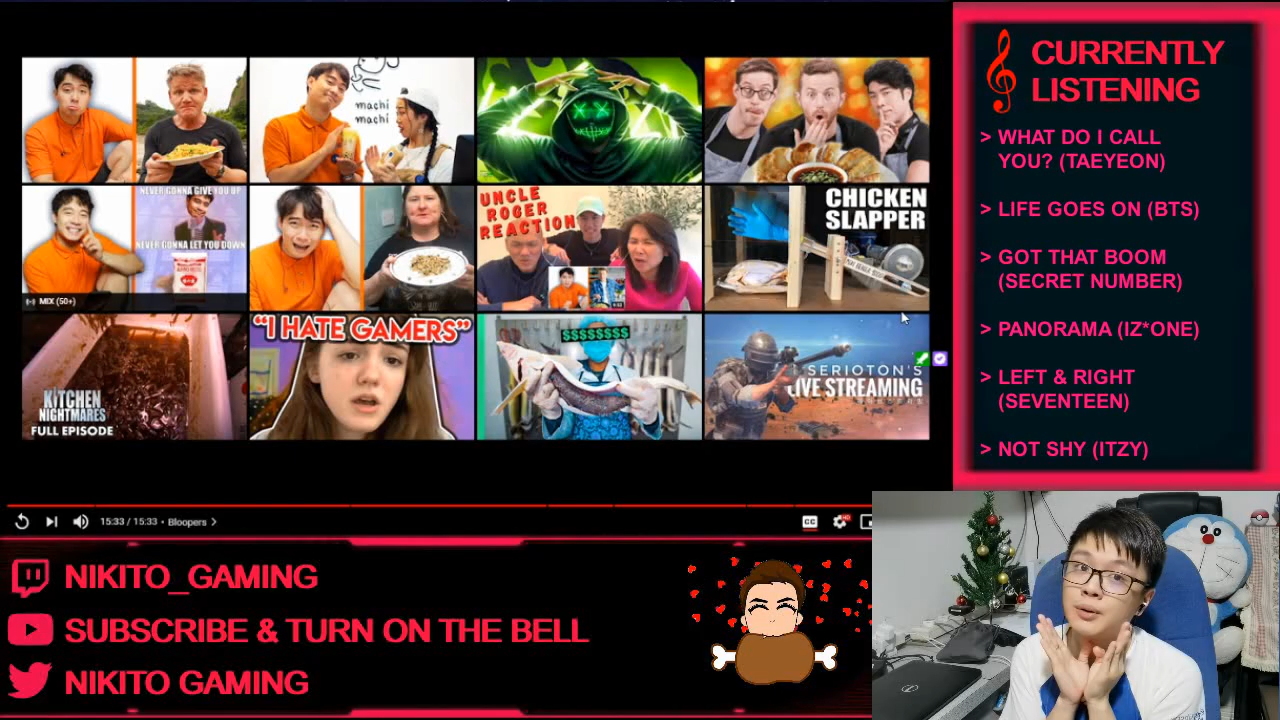 machi
machi
NEVER GONNA GIVE YOU UP
NEVER GONNA LET YOU DOWN
MIX (50+)
UNCLE
ROGER
REACTION
CHICKEN
SLAPPER
KITCHEN
NIGHTMARES
FULL EPISODE
"I HATE GAMERS"
$$$$$$$$
SERIOTON'S
LIVE STREAMING
15:33 / 15:33 • Bloopers >
CC
HD
CURRENTLY
LISTENING
> WHAT DO I CALL
YOU? (TAEYEON)
> LIFE GOES ON (BTS)
> GOT THAT BOOM
(SECRET NUMBER)
> PANORAMA (IZ*ONE)
> LEFT & RIGHT
(SEVENTEEN)
> NOT SHY (ITZY)
NIKITO_GAMING
SUBSCRIBE & TURN ON THE BELL
NIKITO GAMING